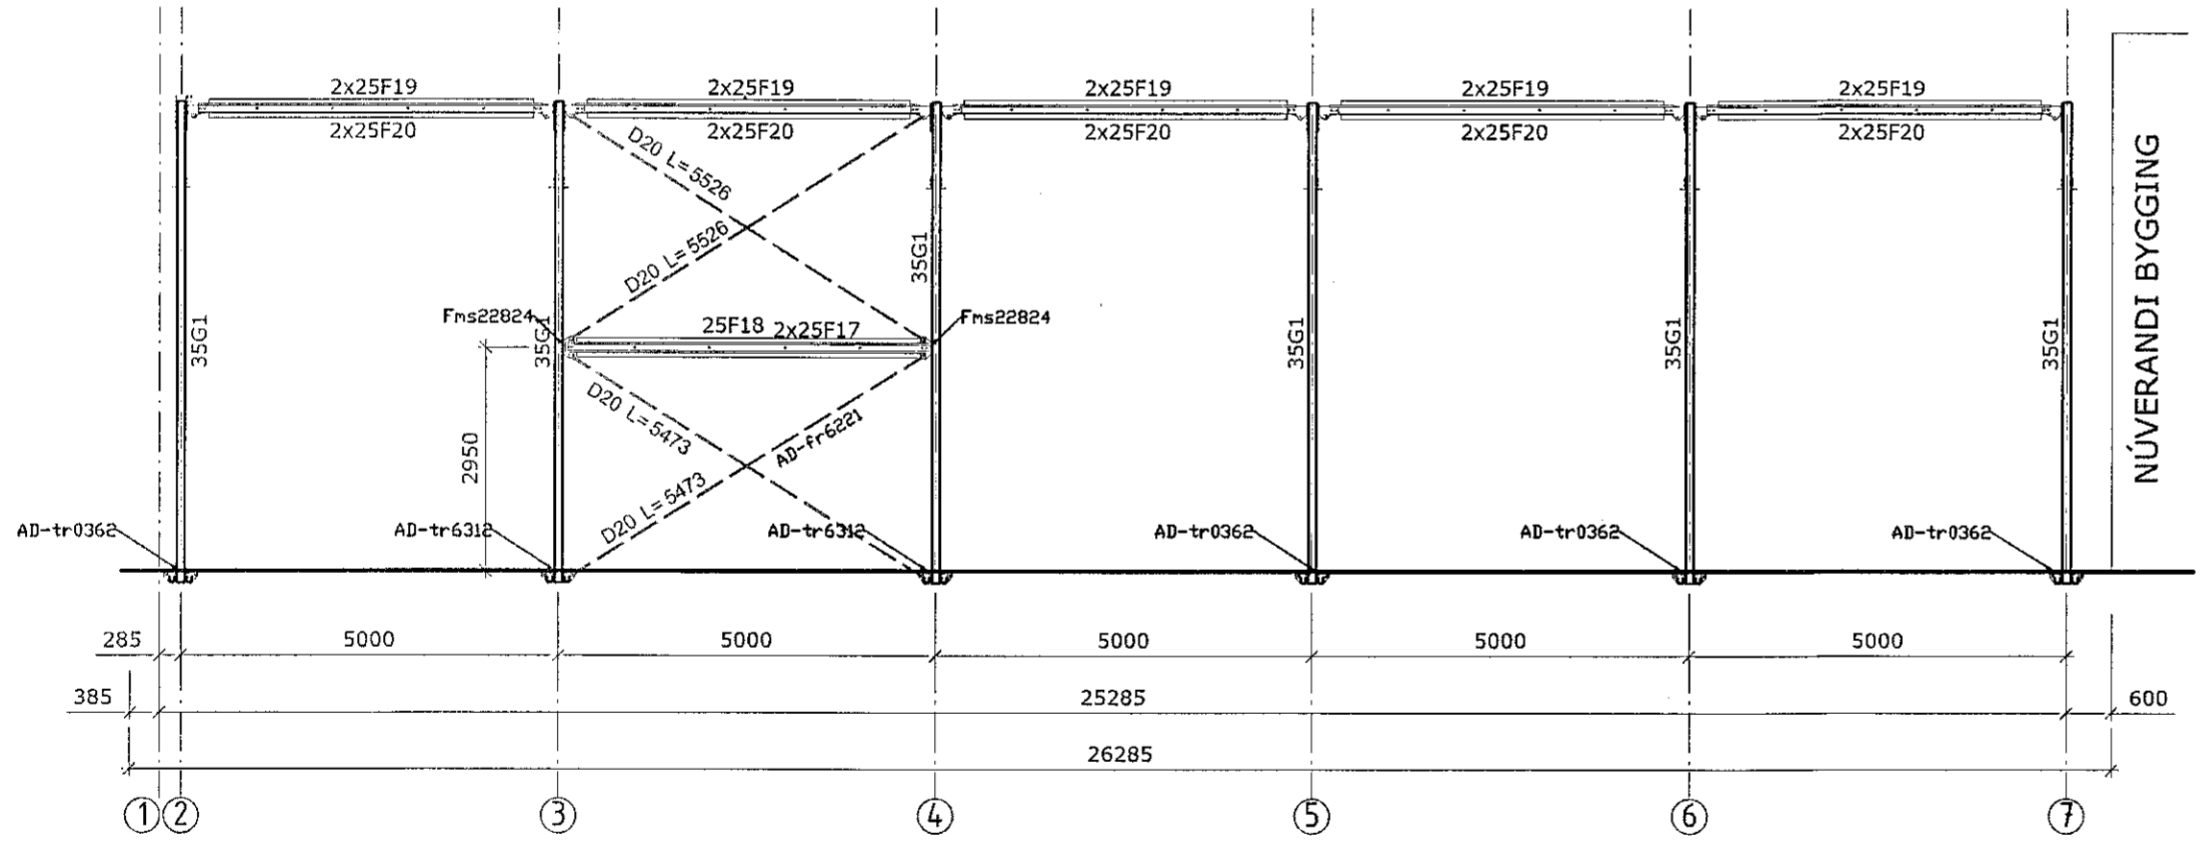 2x25F19
2x25F19
2x25F19
2x25F19
2x25F19
2x25F20
2x25F20
2x25F20
2x25F20
2x25F20
D20 L= 5526
D20 L= 5526
35G1
NÚVERANDI BYGGING
Fms22824
25F18
2x25F17
Fms22824
35G1
35G1
35G1
35G1
35G1
2950
D20 L= 5473
AD-fr6221
D20 L= 5473
AD-tr0362
AD-tr6312
AD-tr6312
AD-tr0362
AD-tr0362
AD-tr0362
285
5000
5000
5000
5000
5000
385
25285
600
26285
1
2
3
4
5
6
7